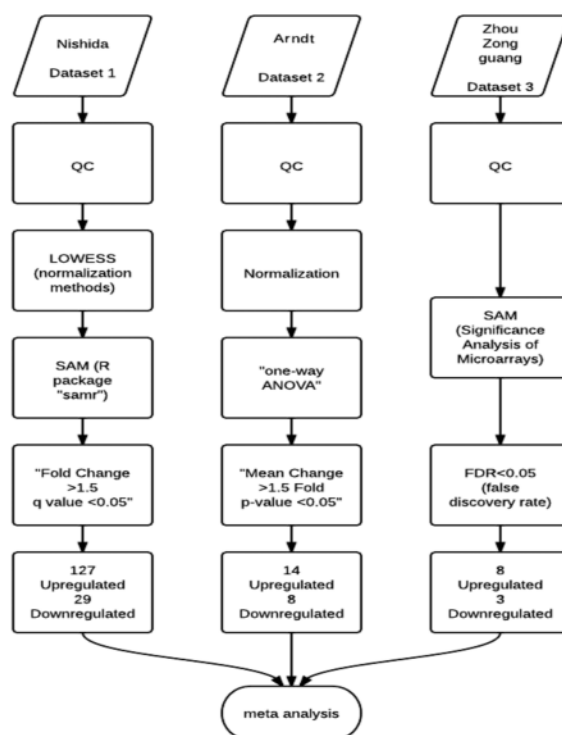 Nishida
Dataset 1
QC
LOWESS
(normalization
methods)
SAM (R
package
"samr")
"Fold Change
>1.5
q value <0.05"
127
Upregulated
29
Downregulated
Arndt
Dataset 2
QC
Normalization
"one-way
ANOVA"
"Mean Change
>1.5 Fold
p-value <0.05"
14
Upregulated
8
Downregulated
Zhou
Zong
guang
Dataset 3
QC
SAM
(Significance
Analysis of
Microarrays)
FDR<0.05
(false
discovery rate)
8
Upregulated
3
Downregulated
meta analysis